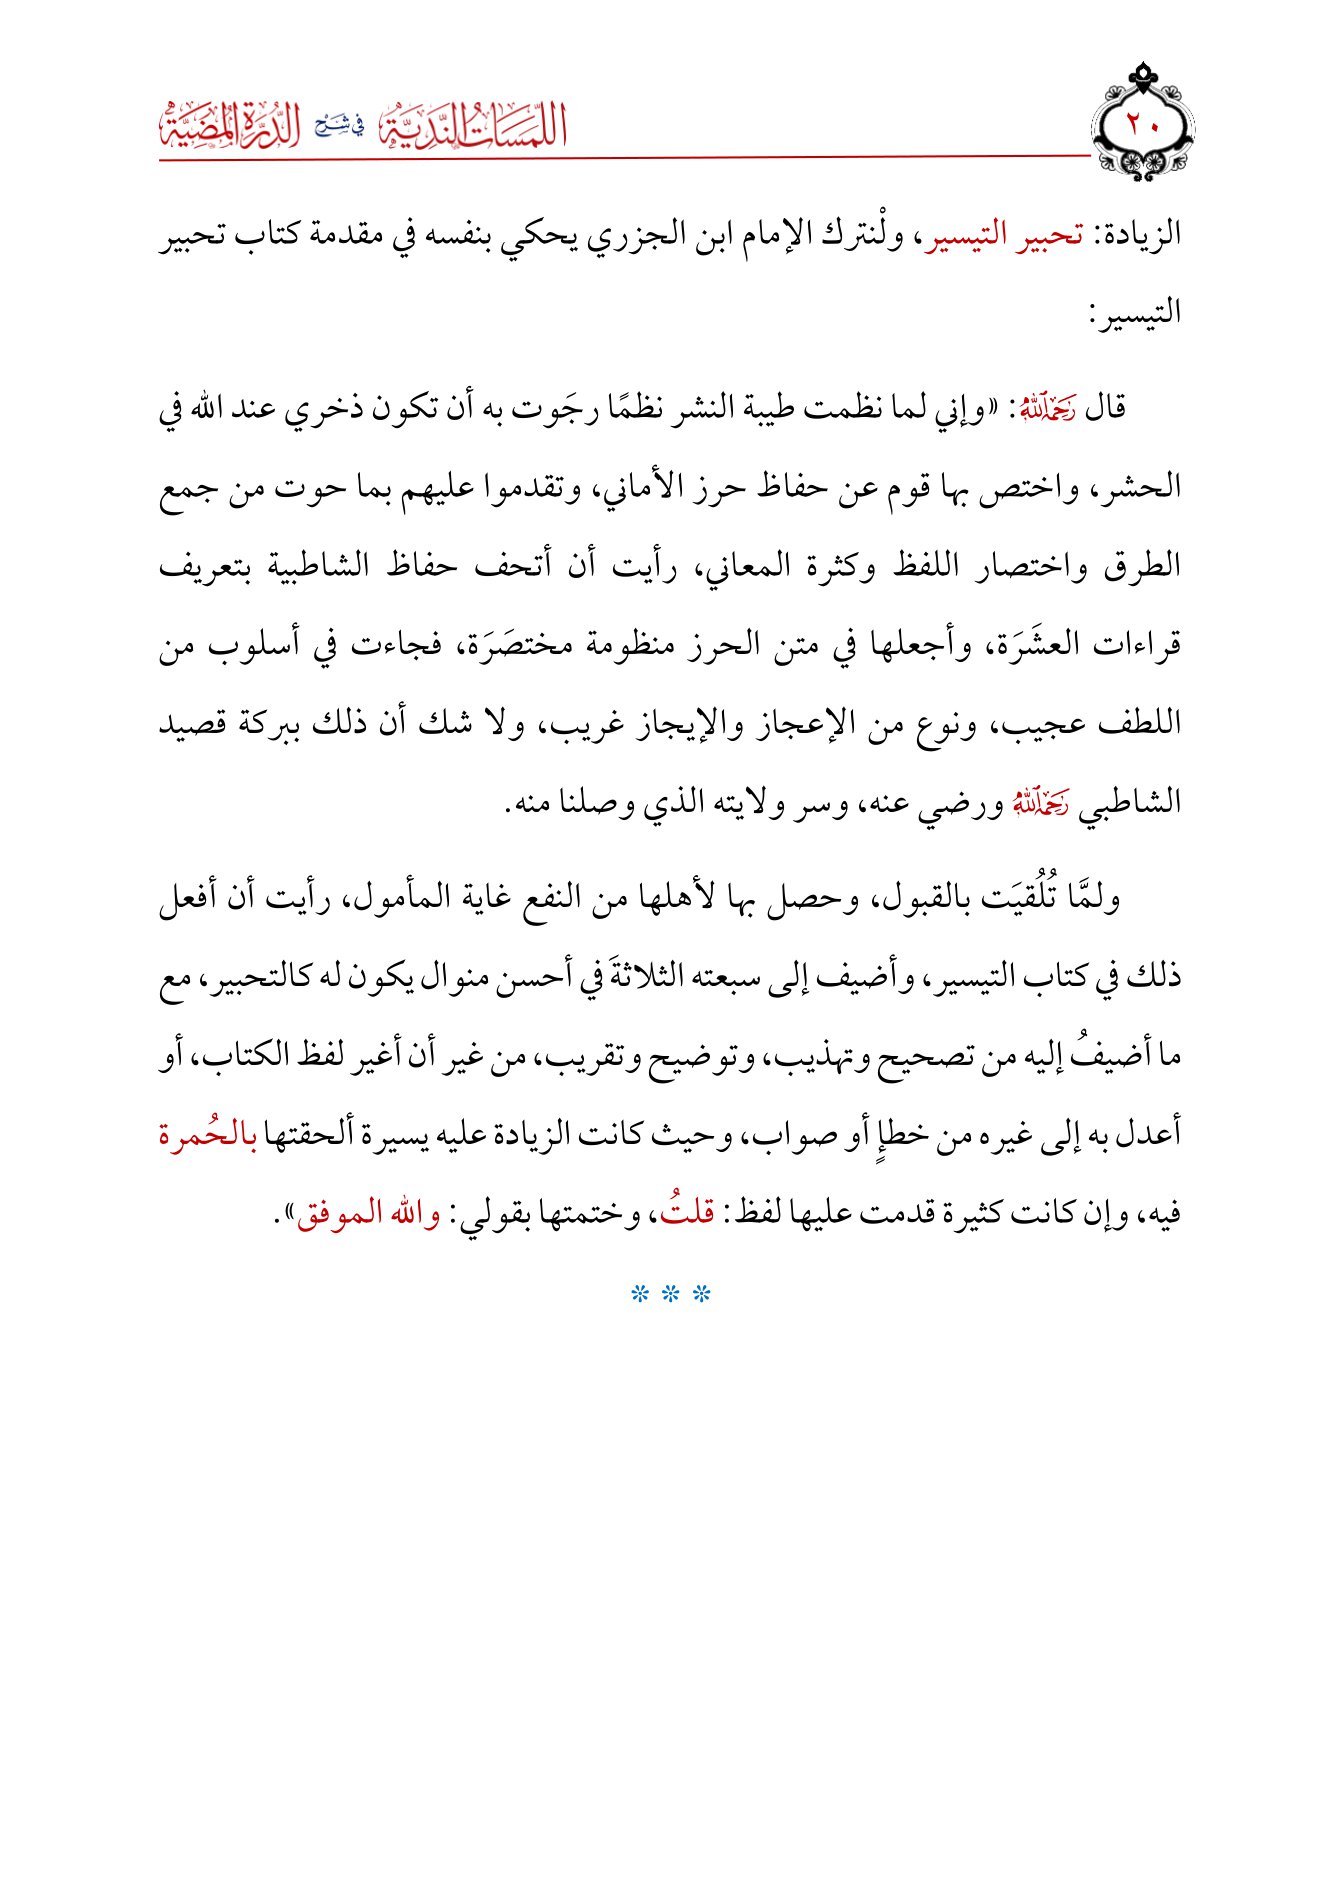 ٢٠
اللَّمَسَاتُ النَّدِيَّةُ فِي شَرْحِ الدُّرَّةِ الْمُضِيَّةِ
الزيادة: تحبير التيسير، ولْنترك الإمام ابن الجزري يحكي بنفسه في مقدمة كتاب تحبير
التيسير:
قال رَحِمَهُ ٱللَّهُ: «وإني لما نظمت طيبة النشر نظمًا رجَوت به أن تكون ذخري عند الله في
الحشر، واختص بها قوم عن حفاظ حرز الأماني، وتقدموا عليهم بما حوت من جمع
الطرق واختصار اللفظ وكثرة المعاني، رأيت أن أتحف حفاظ الشاطبية بتعريف
قراءات العشَرَة، وأجعلها في متن الحرز منظومة مختصَرَة، فجاءت في أسلوب من
اللطف عجيب، ونوع من الإعجاز والإيجاز غريب، ولا شك أن ذلك ببركة قصيد
الشاطبي رَحِمَهُ ٱللَّهُ ورضي عنه، وسر ولايته الذي وصلنا منه.
ولمَّا تُلُقيَت بالقبول، وحصل بها لأهلها من النفع غاية المأمول، رأيت أن أفعل
ذلك في كتاب التيسير، وأضيف إلى سبعته الثلاثةَ في أحسن منوال يكون له كالتحبير، مع
ما أضيفُ إليه من تصحيح وتهذيب، وتوضيح وتقريب، من غير أن أغير لفظ الكتاب، أو
أعدل به إلى غيره من خطإٍ أو صواب، وحيث كانت الزيادة عليه يسيرة ألحقتها بالحُمرة
فيه، وإن كانت كثيرة قدمت عليها لفظ: قلتُ، وختمتها بقولي: والله الموفق».
* * *